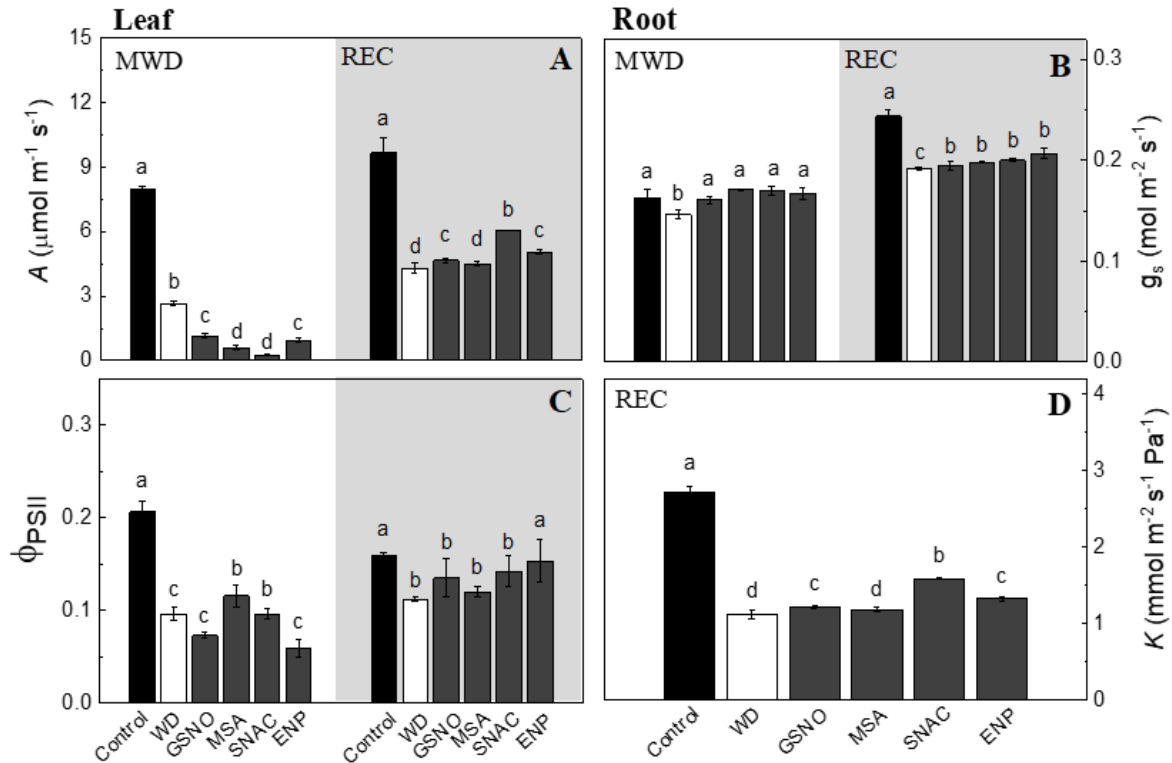 Leaf
Root
15
12
9
6
3
0
A (μmol m⁻¹ s⁻¹)
MWD
a
b
c
d
d
c
REC
A
a
d
c
d
b
c
MWD
a
b
a
a
a
a
REC
B
a
c
b
b
b
b
0.3
0.2
0.1
0.0
gₛ (mol m⁻² s⁻¹)
0.3
0.2
0.1
0.0
ϕPSII
a
c
c
b
c
c
C
a
b
b
b
b
a
Control
WD
GSNO
MSA
SNAC
ENP
Control
WD
GSNO
MSA
SNAC
ENP
REC
D
a
d
c
d
b
c
4
3
2
1
0
K (mmol m⁻² s⁻¹ Pa⁻¹)
Control
WD
GSNO
MSA
SNAC
ENP